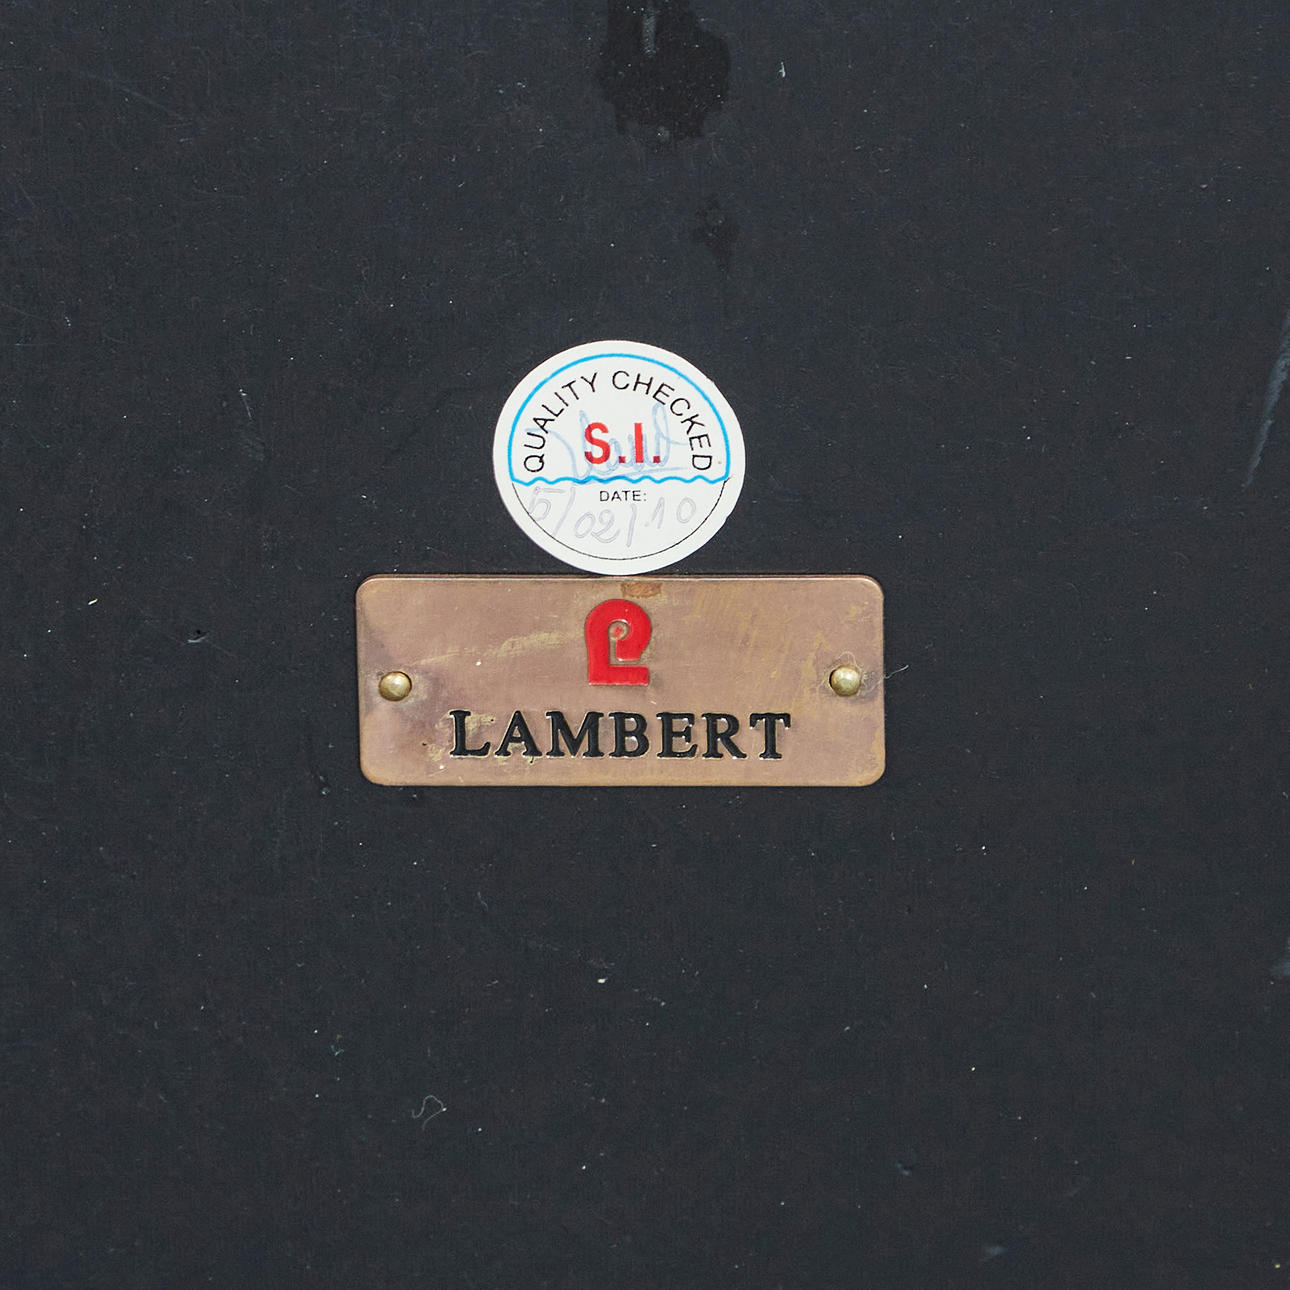 QUALITY CHECKED
S.I.
DATE:
5/02/10
LAMBERT